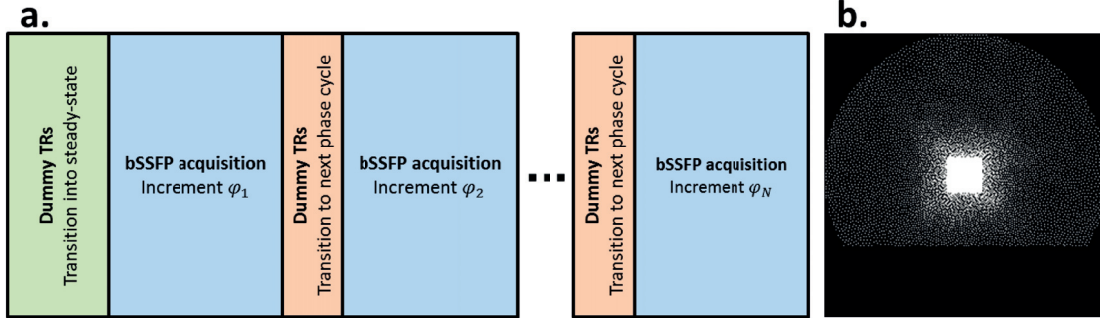 a.
Dummy TRs
Transition into steady-state
bSSFP acquisition
Increment φ₁
Dummy TRs
Transition to next phase cycle
bSSFP acquisition
Increment φ₂
...
Dummy TRs
Transition to next phase cycle
bSSFP acquisition
Increment φ_N
b.